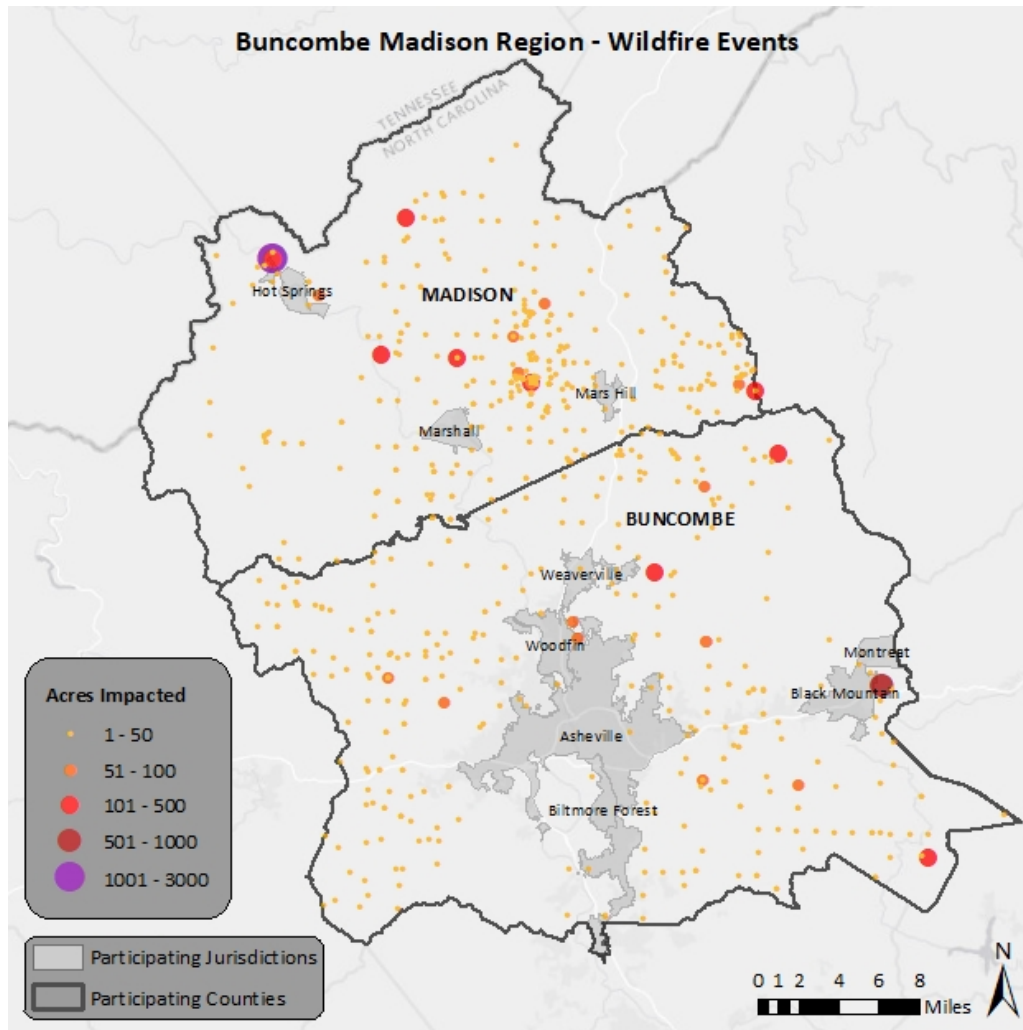 Buncombe Madison Region - Wildfire Events
TENNESSEE
NORTH CAROLINA
Hot Springs
MADISON
Mars Hill
Marshall
BUNCOMBE
Weaverville
Woodfin
Montreat
Black Mountain
Asheville
Biltmore Forest
Acres Impacted
1 - 50
51 - 100
101 - 500
501 - 1000
1001 - 3000
Participating Jurisdictions
Participating Counties
N
0 1 2 4 6 8
Miles